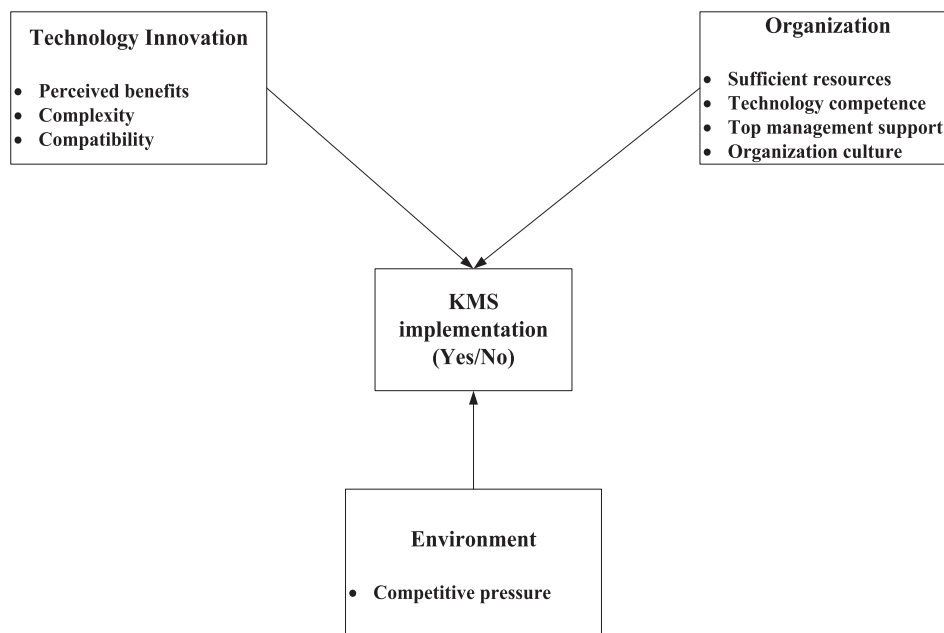 Technology Innovation
• Perceived benefits
• Complexity
• Compatibility
Organization
• Sufficient resources
• Technology competence
• Top management support
• Organization culture
KMS
implementation
(Yes/No)
Environment
• Competitive pressure